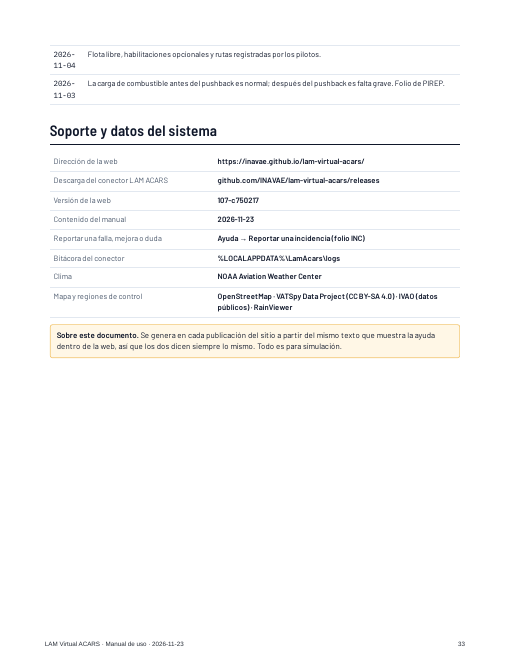 2026-
11-04
Flota libre, habilitaciones opcionales y rutas registradas por los pilotos.
2026-
11-03
La carga de combustible antes del pushback es normal; después del pushback es falta grave. Folio de PIREP.
Soporte y datos del sistema
Dirección de la web
https://inavae.github.io/lam-virtual-acars/
Descarga del conector LAM ACARS
github.com/INAVAE/lam-virtual-acars/releases
Versión de la web
107-c750217
Contenido del manual
2026-11-23
Reportar una falla, mejora o duda
Ayuda → Reportar una incidencia (folio INC)
Bitácora del conector
%LOCALAPPDATA%\LamAcars\logs
Clima
NOAA Aviation Weather Center
Mapa y regiones de control
OpenStreetMap · VATSpy Data Project (CC BY-SA 4.0) · IVAO (datos
públicos) · RainViewer
Sobre este documento. Se genera en cada publicación del sitio a partir del mismo texto que muestra la ayuda
dentro de la web, así que los dos dicen siempre lo mismo. Todo es para simulación.
LAM Virtual ACARS · Manual de uso · 2026-11-23
33